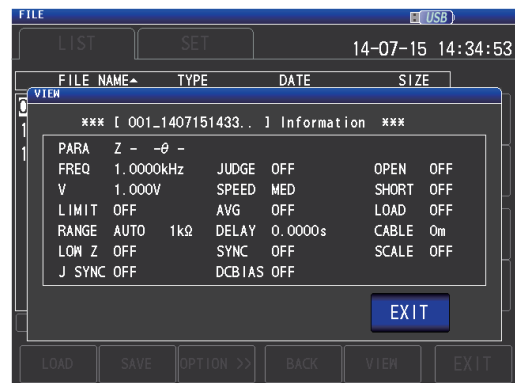 FILE USB
LIST SET 14-07-15 14:34:53
FILE NAME▲ TYPE DATE SIZE
VIEW
*** [ 001_1407151433.. ] Information ***
PARA Z - -θ -
FREQ 1.0000kHz JUDGE OFF OPEN OFF
V 1.000V SPEED MED SHORT OFF
LIMIT OFF AVG OFF LOAD OFF
RANGE AUTO 1kΩ DELAY 0.0000s CABLE 0m
LOW Z OFF SYNC OFF SCALE OFF
J SYNC OFF DCBIAS OFF
EXIT
LOAD SAVE OPTION >> BACK VIEW EXIT